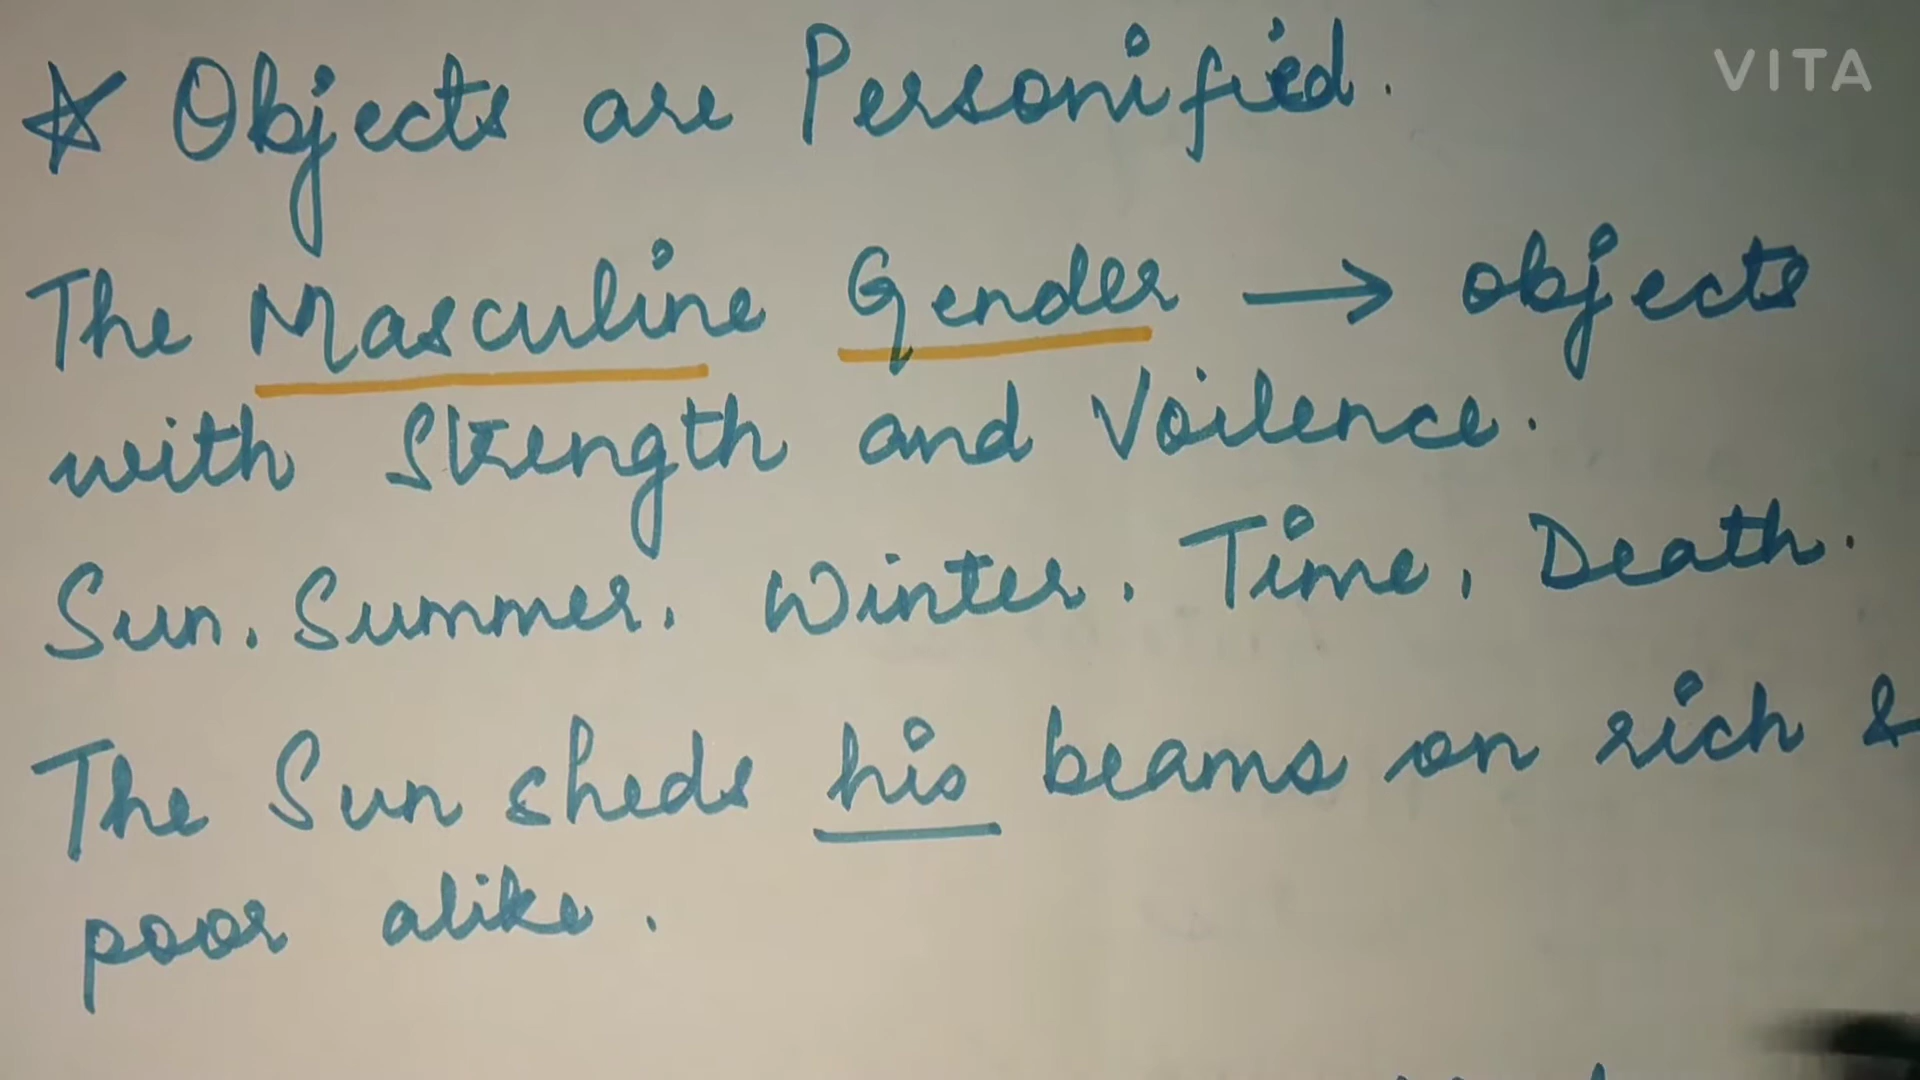 VITA
☆ Objects are Personified.
The Masculine Gender → objects
with Strength and Voilence.
Sun. Summer. Winter. Time, Death.
The Sun sheds his beams on rich &
poor alike.